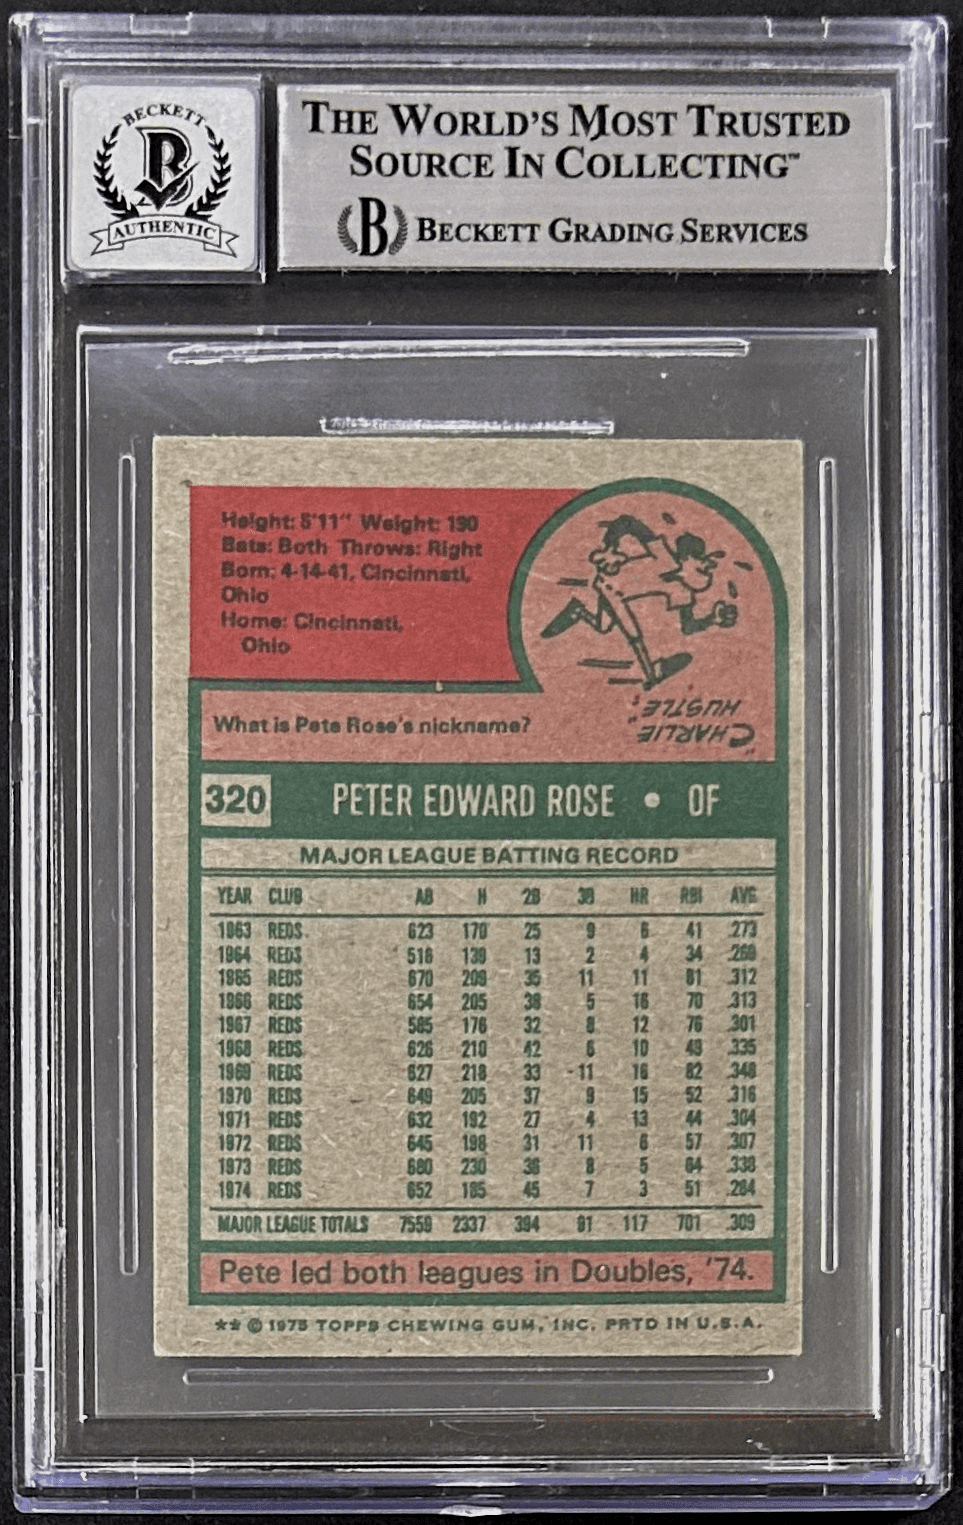 BECKETT
B
AUTHENTIC
THE WORLD'S MOST TRUSTED
SOURCE IN COLLECTING™
B BECKETT GRADING SERVICES
Height: 5'11" Weight: 190
Bats: Both Throws: Right
Born: 4-14-41, Cincinnati,
Ohio
Home: Cincinnati,
Ohio
What is Pete Rose's nickname?
"CHARLIE
HUSTLE"
320 PETER EDWARD ROSE • OF
MAJOR LEAGUE BATTING RECORD
YEAR CLUB AB H 2B 3B HR RBI AVG
1963 REDS 623 170 25 9 6 41 .273
1964 REDS 516 139 13 2 4 34 .269
1965 REDS 670 209 35 11 11 81 .312
1966 REDS 654 205 38 5 16 70 .313
1967 REDS 585 176 32 8 12 76 .301
1968 REDS 626 210 42 6 10 49 .335
1969 REDS 627 218 33 11 16 82 .348
1970 REDS 649 205 37 9 15 52 .316
1971 REDS 632 192 27 4 13 44 .304
1972 REDS 645 198 31 11 6 57 .307
1973 REDS 680 230 36 8 5 64 .338
1974 REDS 652 185 45 7 3 51 .284
MAJOR LEAGUE TOTALS 7559 2337 394 91 117 701 .309
Pete led both leagues in Doubles, '74.
** © 1975 TOPPS CHEWING GUM, INC. PRTD IN U.S.A.